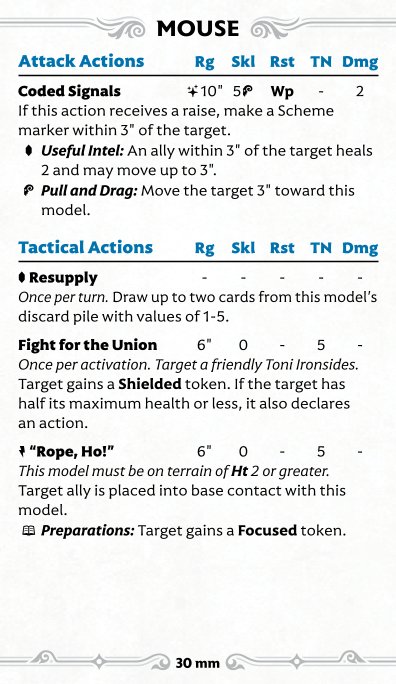 MOUSE
Attack Actions Rg Skl Rst TN Dmg
Coded Signals 10" 5 Wp - 2
If this action receives a raise, make a Scheme
marker within 3" of the target.
Useful Intel: An ally within 3" of the target heals
2 and may move up to 3".
Pull and Drag: Move the target 3" toward this
model.
Tactical Actions Rg Skl Rst TN Dmg
Resupply - - - - -
Once per turn. Draw up to two cards from this model's
discard pile with values of 1-5.
Fight for the Union 6" 0 - 5 -
Once per activation. Target a friendly Toni Ironsides.
Target gains a Shielded token. If the target has
half its maximum health or less, it also declares
an action.
“Rope, Ho!” 6" 0 - 5 -
This model must be on terrain of Ht 2 or greater.
Target ally is placed into base contact with this
model.
Preparations: Target gains a Focused token.
30 mm